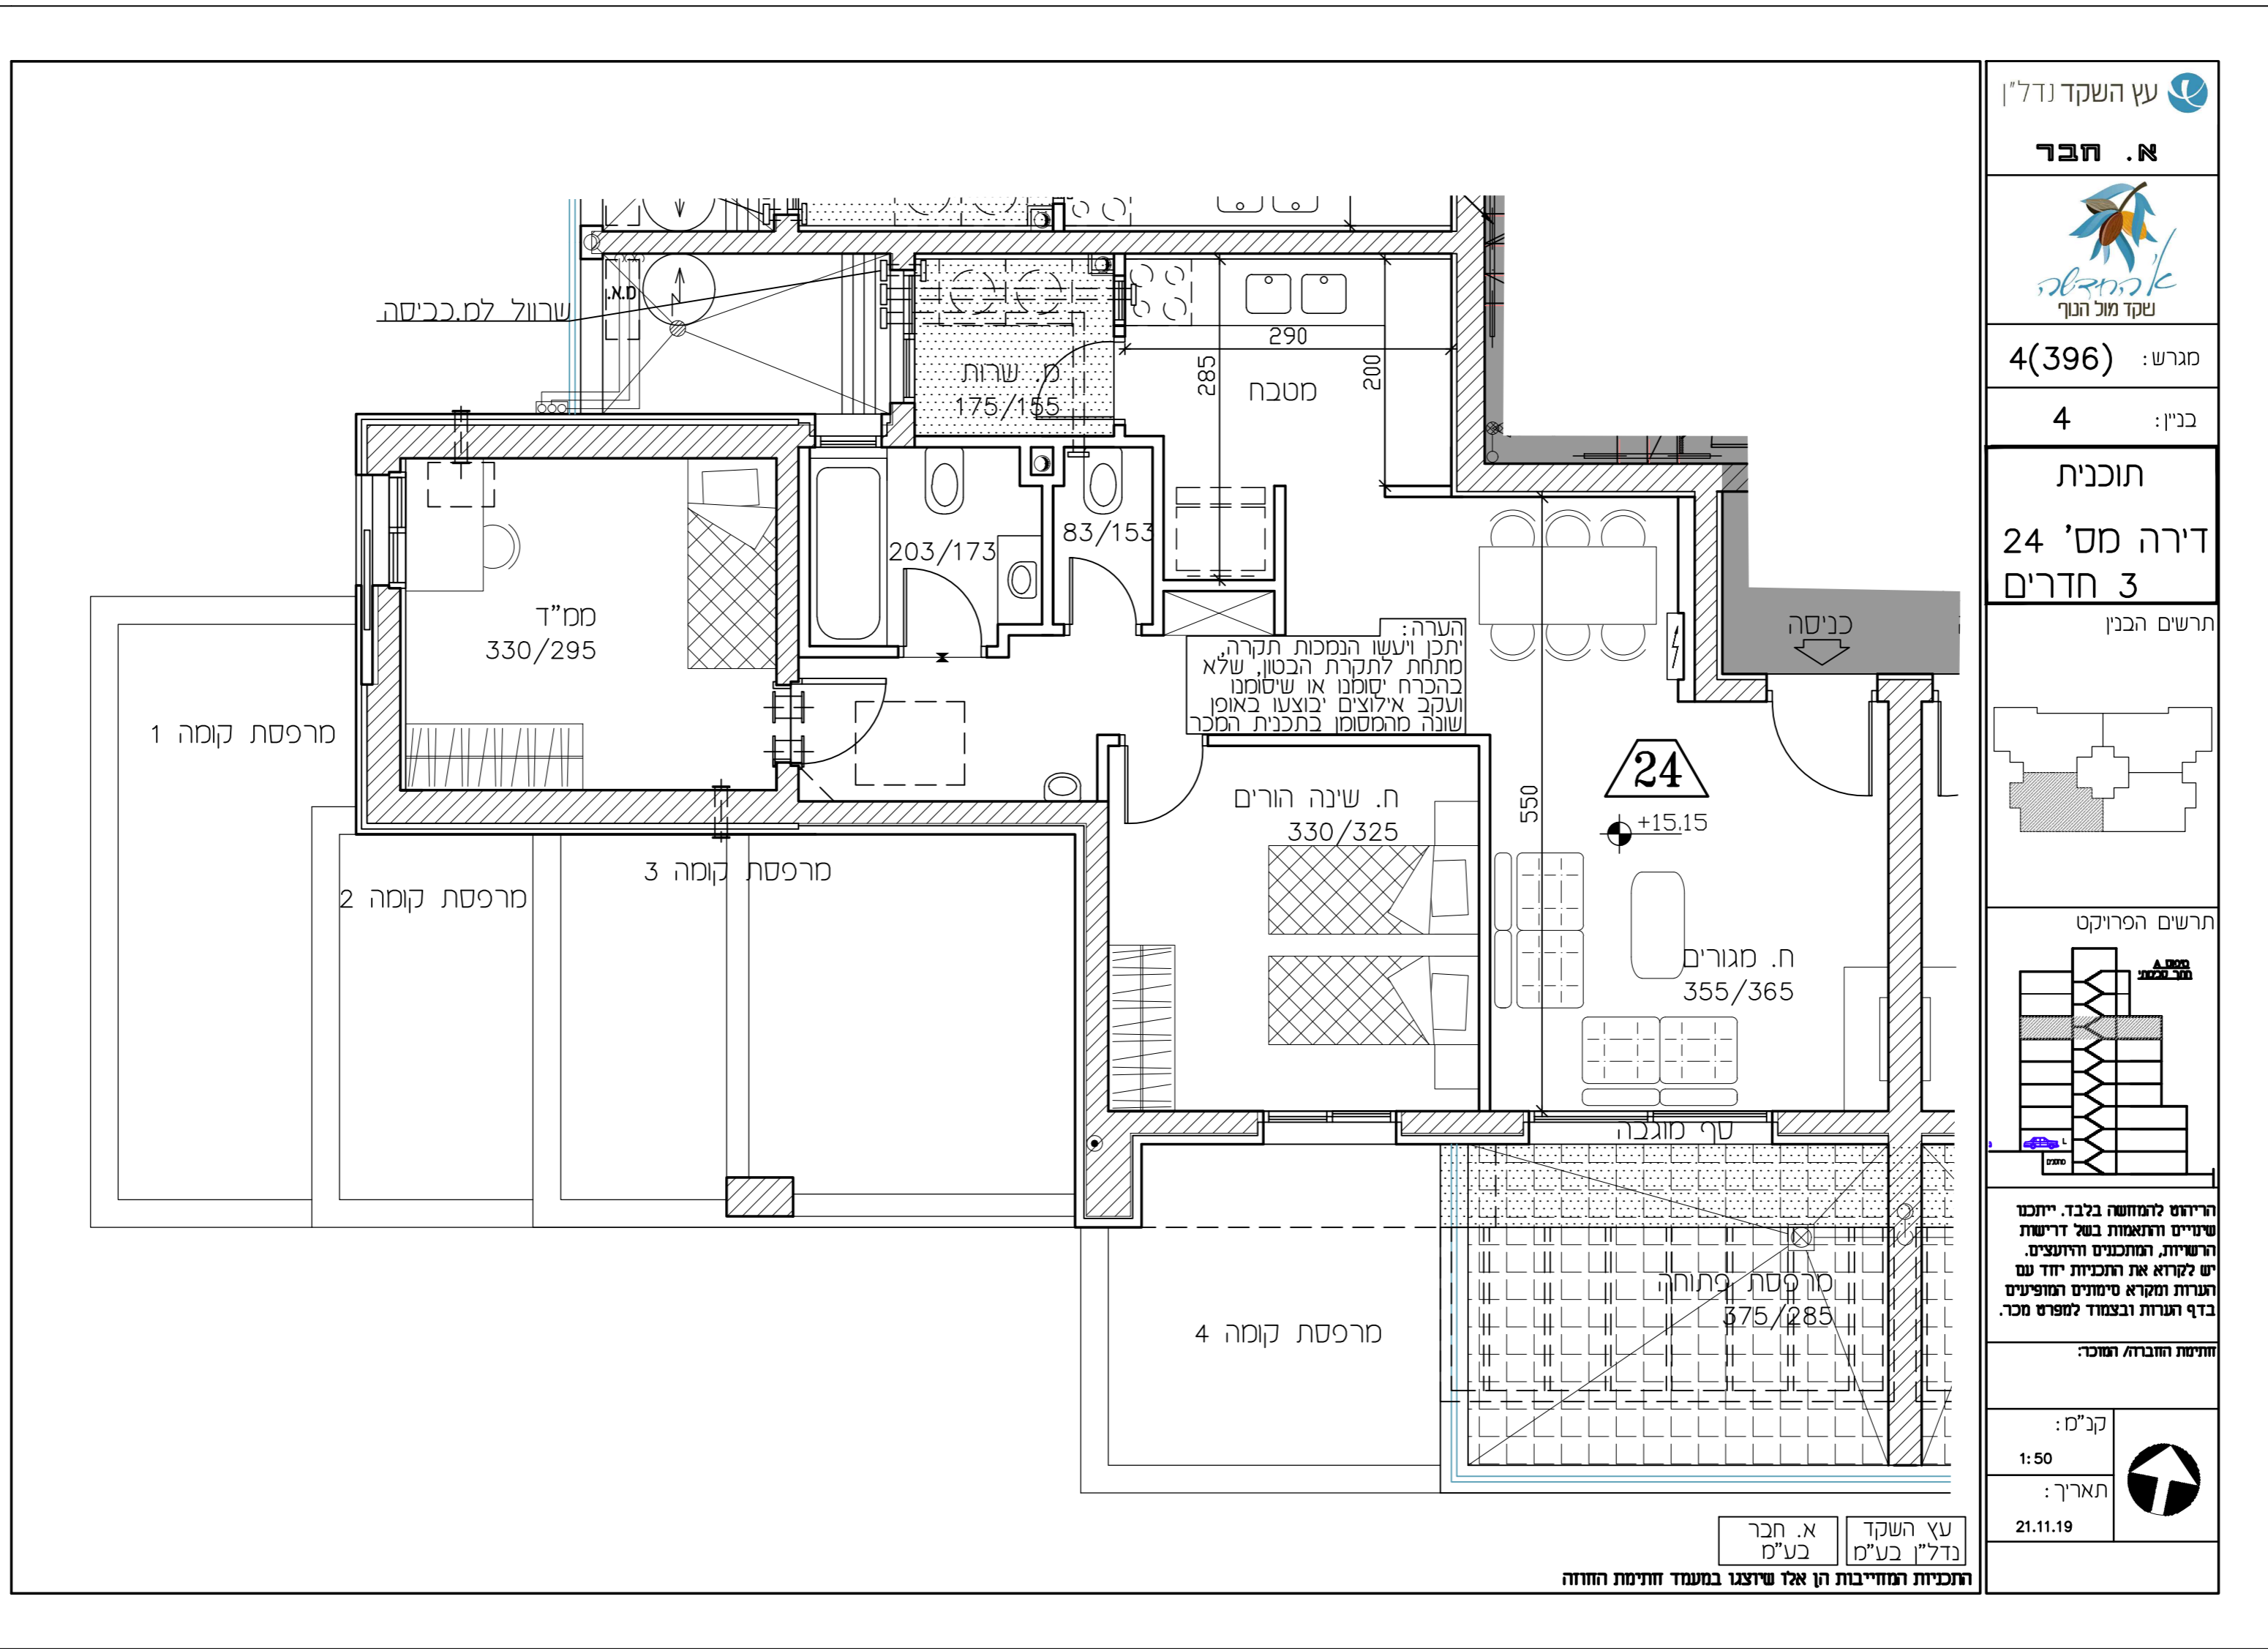 עץ השקד נדל"ן
א. חבר
א' החדשה
שקד מול הנוף
מגרש: 4(396)
בניין: 4
תוכנית
דירה מס' 24
3 חדרים
תרשים הבנין
תרשים הפרויקט
טיפוס A
חתך סכימטי
מחסנים
הריהוט להמחשה בלבד. ייתכנו
שינויים והתאמות בשל דרישות
הרשויות, המתכננים והיועצים.
יש לקרוא את התכניות יחד עם
הערות ומקרא סימונים המופיעים
בדף הערות ובצמוד למפרט מכר.
חתימת החברה/ המוכר:
קנ"מ:
1:50
תאריך:
21.11.19
שרוול למ.כביסה
מ.א.
מ. שרות
175/155
290
285
200
מטבח
203/173
83/153
ממ"ד
330/295
הערה:
יתכן ויעשו הנמכות תקרה,
מתחת לתקרת הבטון, שלא
בהכרח יסומנו או שיסומנו
ועקב אילוצים יבוצעו באופן
שונה מהמסומן בתכנית המכר
כניסה
24
+15.15
550
ח. שינה הורים
330/325
ח. מגורים
355/365
סף מוגבה
מרפסת פתוחה
375/285
מרפסת קומה 1
מרפסת קומה 2
מרפסת קומה 3
מרפסת קומה 4
עץ השקד
נדל"ן בע"מ
א. חבר
בע"מ
התכניות המחייבות הן אלו שיוצגו במעמד חתימת החוזה